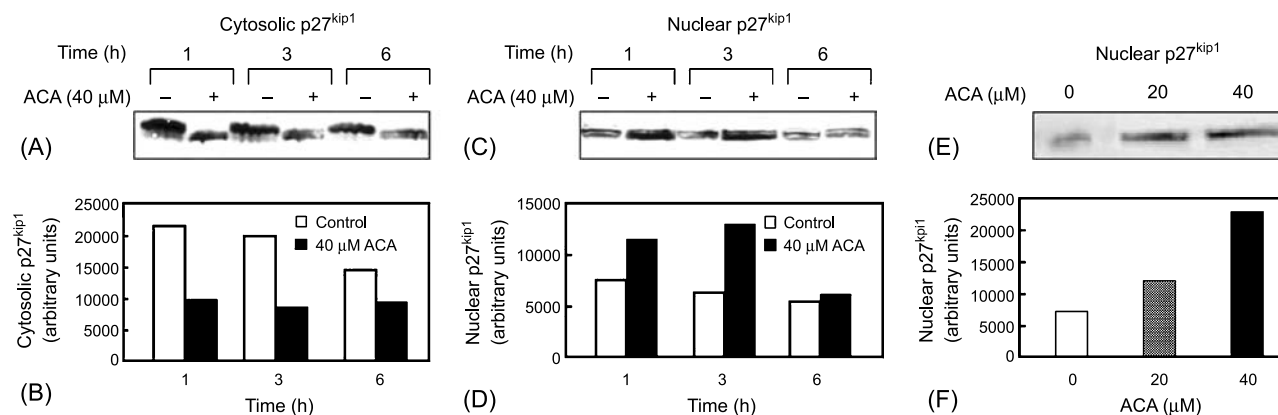 Cytosolic p27kip1
Time (h) 1 3 6
ACA (40 μM) – + – + – +
(A)
25000
20000
15000
10000
5000
0
Cytosolic p27kip1
(arbitrary units)
Control
40 μM ACA
1 3 6
Time (h)
(B)
Nuclear p27kip1
Time (h) 1 3 6
ACA (40 μM) – + – + – +
(C)
15000
10000
5000
0
Nuclear p27kip1
(arbitrary units)
Control
40 μM ACA
1 3 6
Time (h)
(D)
Nuclear p27kip1
ACA (μM) 0 20 40
(E)
25000
20000
15000
10000
5000
0
Nuclear p27kpi1
(arbitrary units)
0 20 40
ACA (μM)
(F)